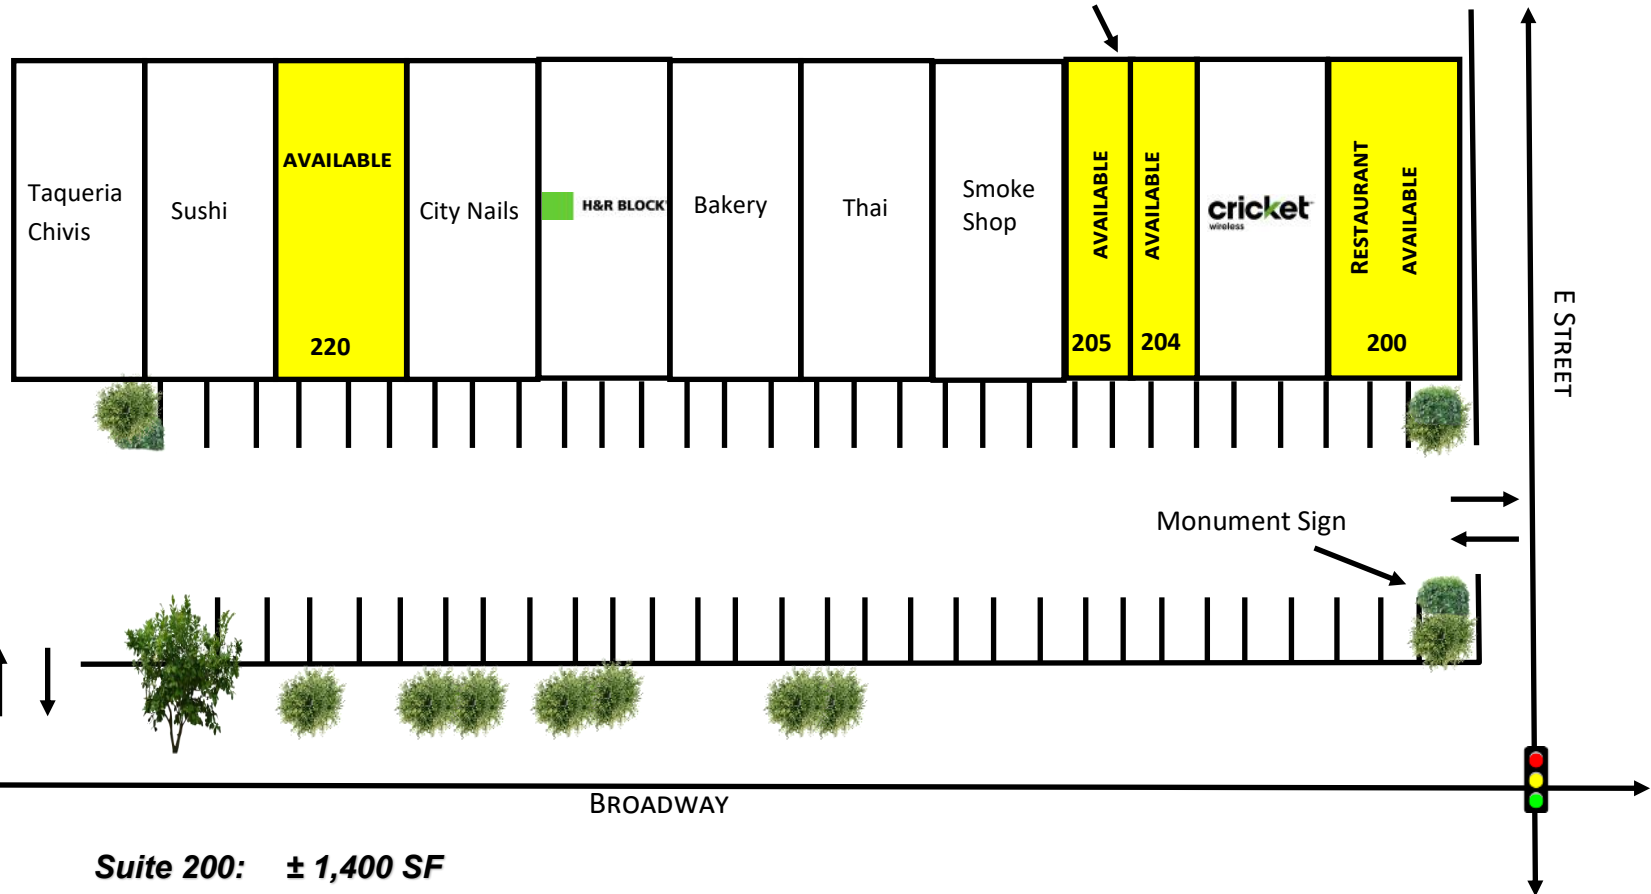 Taqueria
Chivis
Sushi
AVAILABLE
220
City Nails
H&R BLOCK
Bakery
Thai
Smoke
Shop
AVAILABLE
205
AVAILABLE
204
cricket
wireless
RESTAURANT
AVAILABLE
200
E STREET
Monument Sign
BROADWAY
Suite 200: ± 1,400 SF